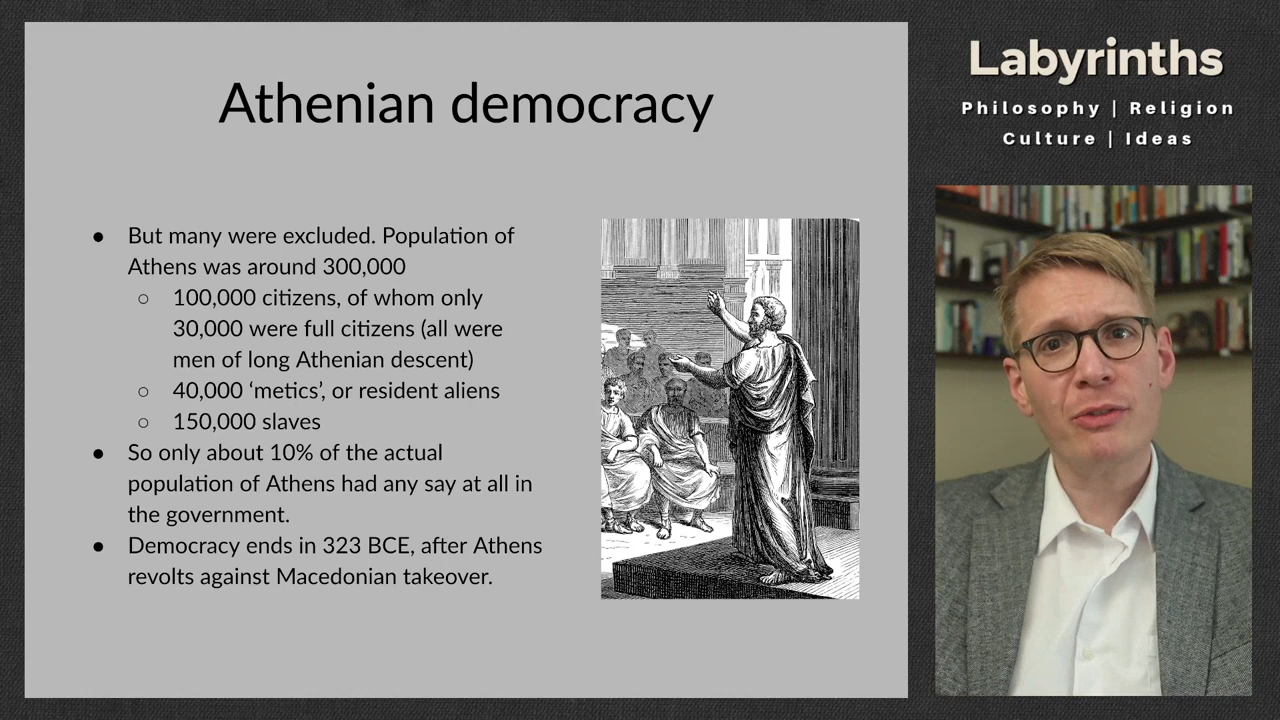 Athenian democracy
● But many were excluded. Population of
Athens was around 300,000
○ 100,000 citizens, of whom only
30,000 were full citizens (all were
men of long Athenian descent)
○ 40,000 ‘metics’, or resident aliens
○ 150,000 slaves
● So only about 10% of the actual
population of Athens had any say at all in
the government.
● Democracy ends in 323 BCE, after Athens
revolts against Macedonian takeover.
Labyrinths
Philosophy | Religion
Culture | Ideas